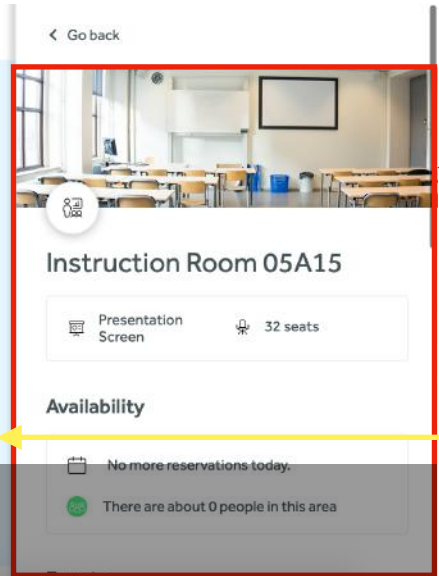 Go back
Instruction Room 05A15
Presentation
Screen
32 seats
Availability
No more reservations today.
There are about 0 people in this area